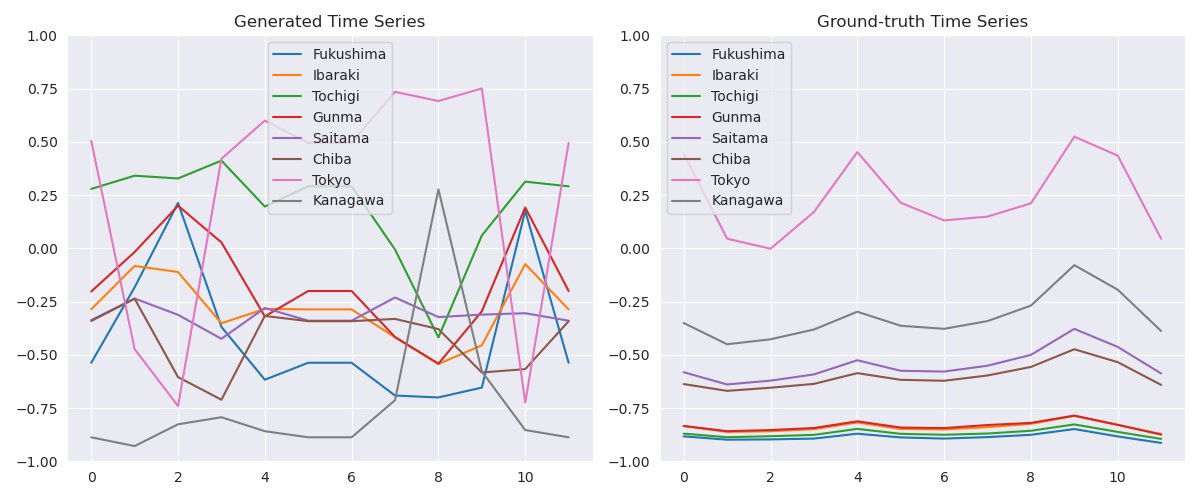 Generated Time Series
1.00
0.75
0.50
0.25
0.00
−0.25
−0.50
−0.75
−1.00
0 2 4 6 8 10
Fukushima
Ibaraki
Tochigi
Gunma
Saitama
Chiba
Tokyo
Kanagawa
Ground-truth Time Series
1.00
0.75
0.50
0.25
0.00
−0.25
−0.50
−0.75
−1.00
0 2 4 6 8 10
Fukushima
Ibaraki
Tochigi
Gunma
Saitama
Chiba
Tokyo
Kanagawa